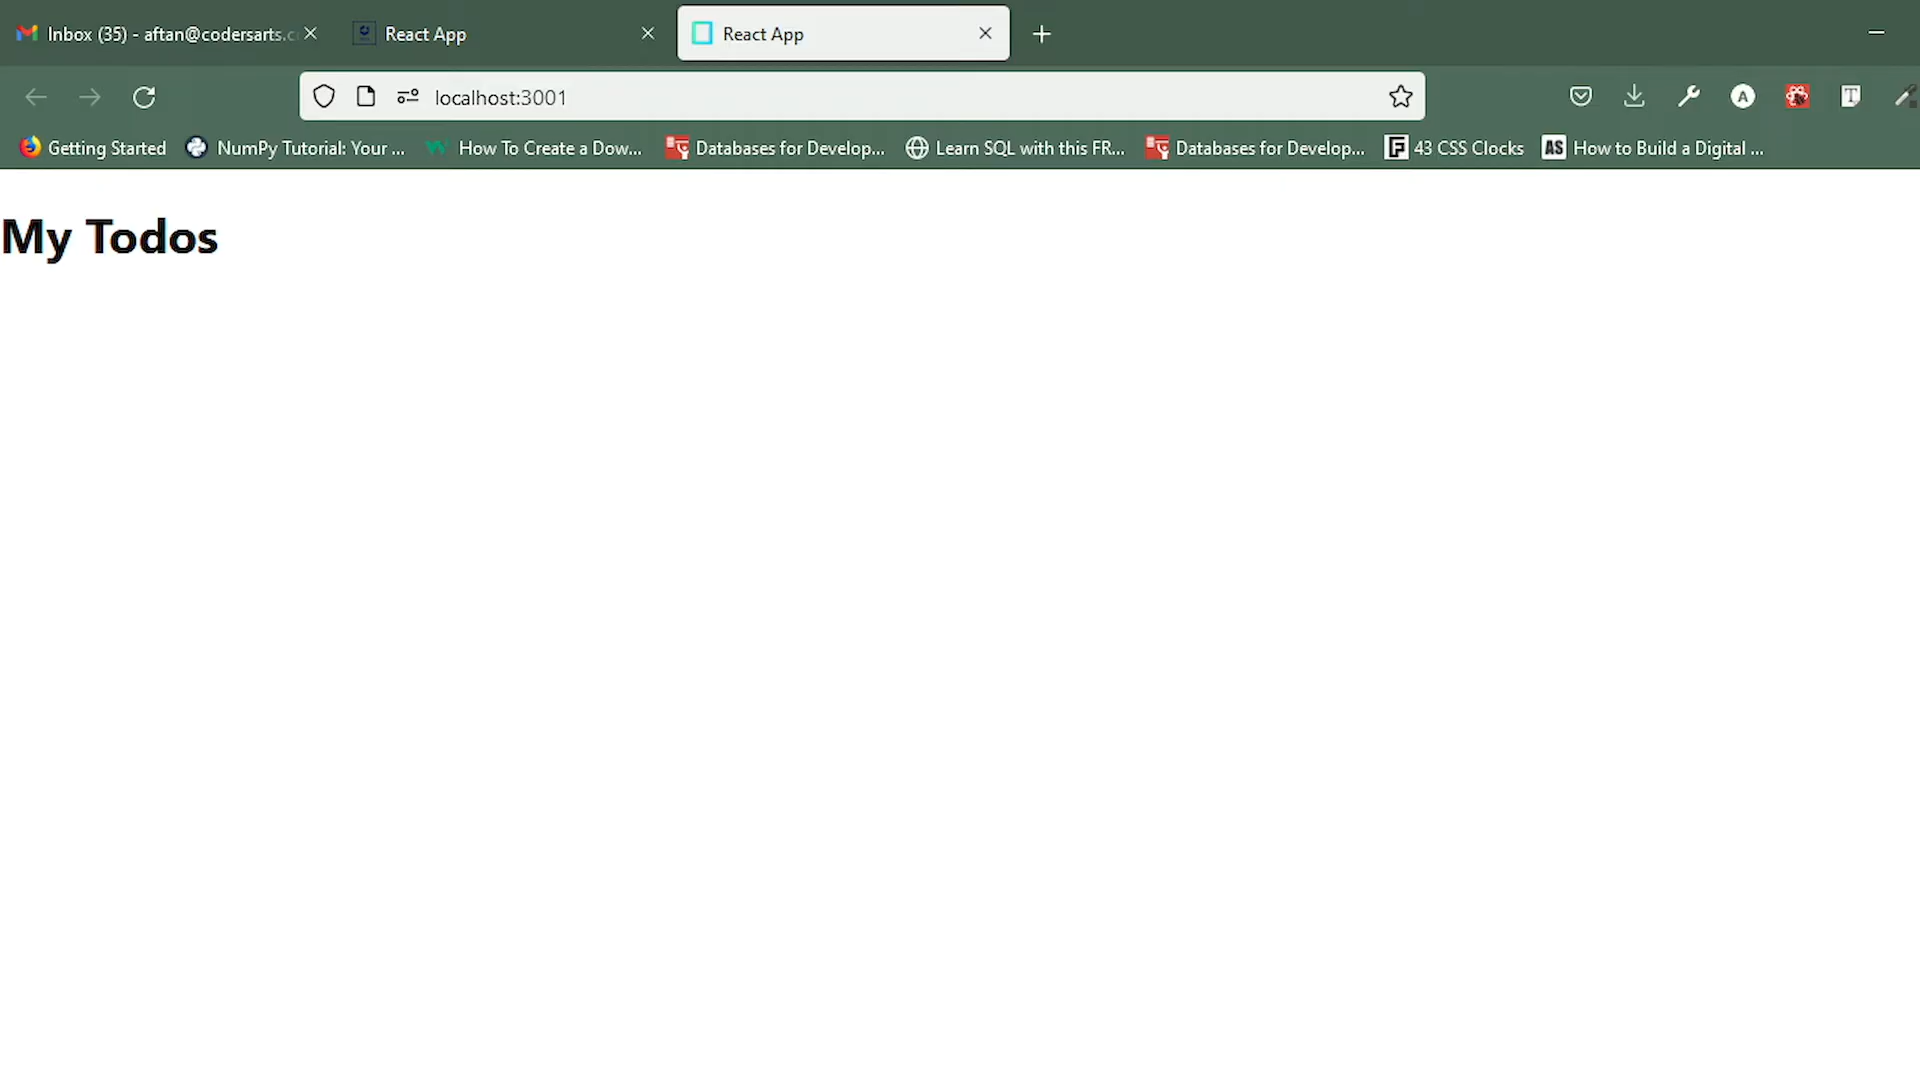 Inbox (35) - aftan@codersarts.c
React App
React App
localhost:3001
A
T
Getting Started
NumPy Tutorial: Your ...
W
How To Create a Dow...
Databases for Develop...
Learn SQL with this FR...
Databases for Develop...
F
43 CSS Clocks
AS
How to Build a Digital ...
My Todos